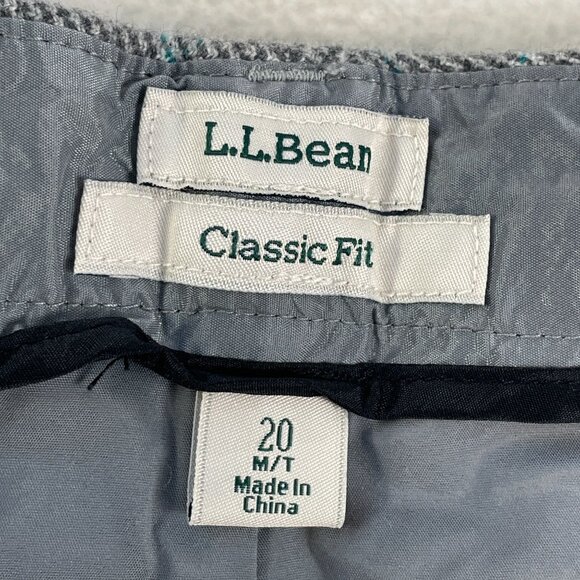 L.L.Bean
Classic Fit
20
M/T
Made In
China